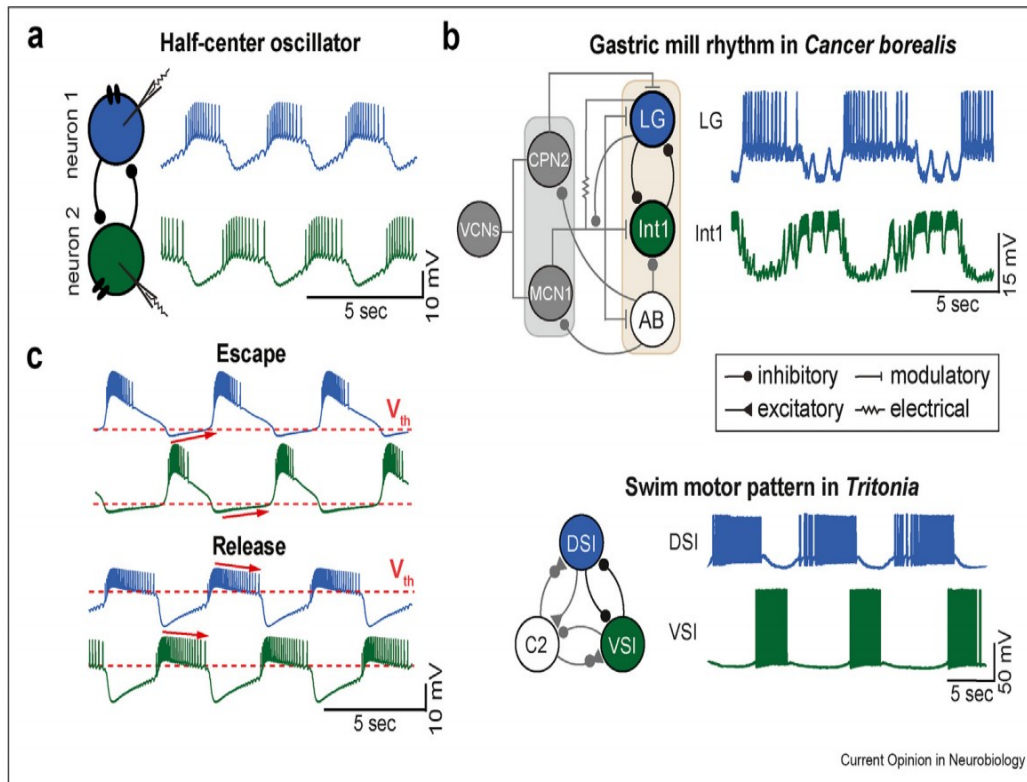 a
Half-center oscillator
neuron 1
neuron 2
5 sec
10 mV
b
Gastric mill rhythm in Cancer borealis
LG
CPN2
VCNs
Int1
MCN1
AB
LG
Int1
5 sec
15 mV
inhibitory modulatory
excitatory electrical
c
Escape
Vth
Release
Vth
5 sec
10 mV
Swim motor pattern in Tritonia
DSI
C2
VSI
DSI
VSI
5 sec
50 mV
Current Opinion in Neurobiology